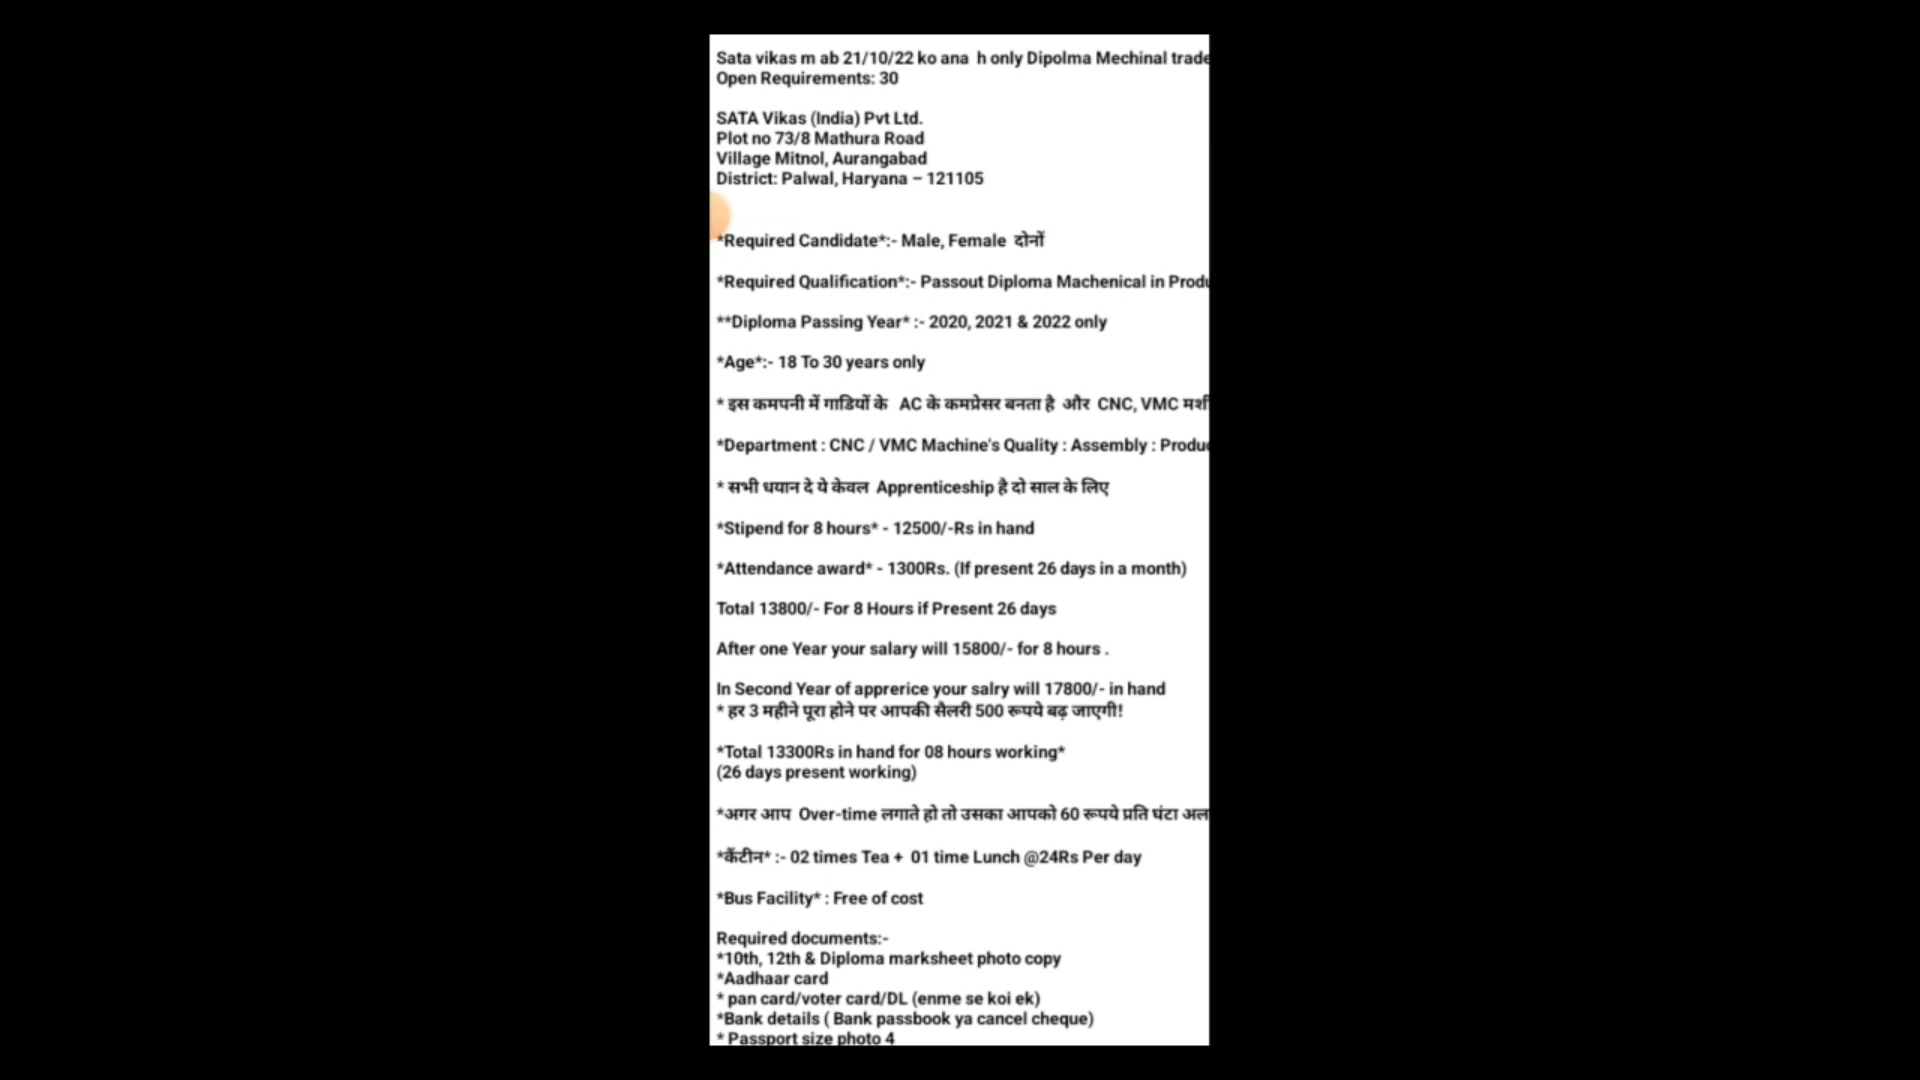 Sata vikas m ab 21/10/22 ko ana h only Dipolma Mechinal trade
Open Requirements: 30
SATA Vikas (India) Pvt Ltd.
Plot no 73/8 Mathura Road
Village Mitnol, Aurangabad
District: Palwal, Haryana – 121105
*Required Candidate*:- Male, Female दोनों
*Required Qualification*:- Passout Diploma Machenical in Produ
**Diploma Passing Year* :- 2020, 2021 & 2022 only
*Age*:- 18 To 30 years only
* इस कमपनी में गाडियों के AC के कमप्रेसर बनता है और CNC, VMC मशी
*Department : CNC / VMC Machine's Quality : Assembly : Produc
* सभी धयान दे ये केवल Apprenticeship है दो साल के लिए
*Stipend for 8 hours* - 12500/-Rs in hand
*Attendance award* - 1300Rs. (If present 26 days in a month)
Total 13800/- For 8 Hours if Present 26 days
After one Year your salary will 15800/- for 8 hours .
In Second Year of apprerice your salry will 17800/- in hand
* हर 3 महीने पूरा होने पर आपकी सैलरी 500 रूपये बढ़ जाएगी!
*Total 13300Rs in hand for 08 hours working*
(26 days present working)
*अगर आप Over-time लगाते हो तो उसका आपको 60 रूपये प्रति घंटा अल
*कैंटीन* :- 02 times Tea + 01 time Lunch @24Rs Per day
*Bus Facility* : Free of cost
Required documents:-
*10th, 12th & Diploma marksheet photo copy
*Aadhaar card
* pan card/voter card/DL (enme se koi ek)
*Bank details ( Bank passbook ya cancel cheque)
* Passport size photo 4